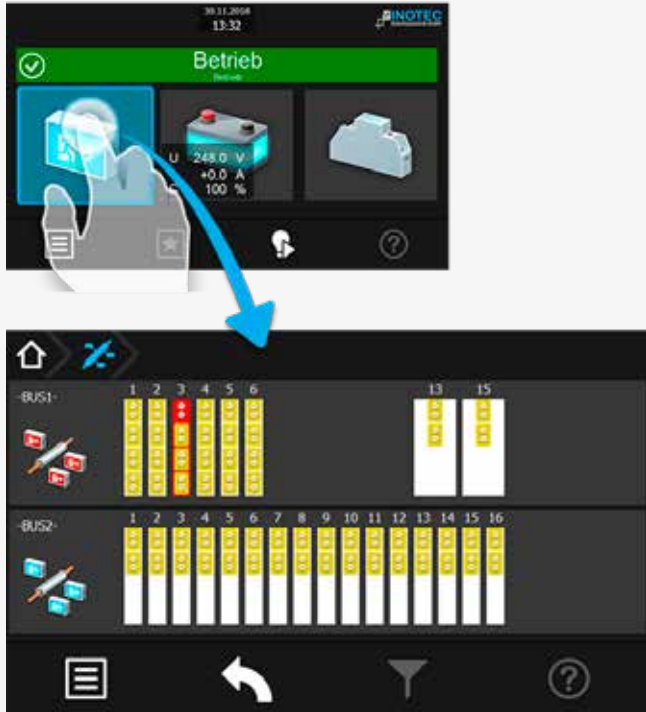 30.11.2016
13:32
INOTEC
Betrieb
Betrieb
U 248.0 V
+0.0 A
100 %
-BUS1-
1 2 3 4 5 6 13 15
-BUS2-
1 2 3 4 5 6 7 8 9 10 11 12 13 14 15 16